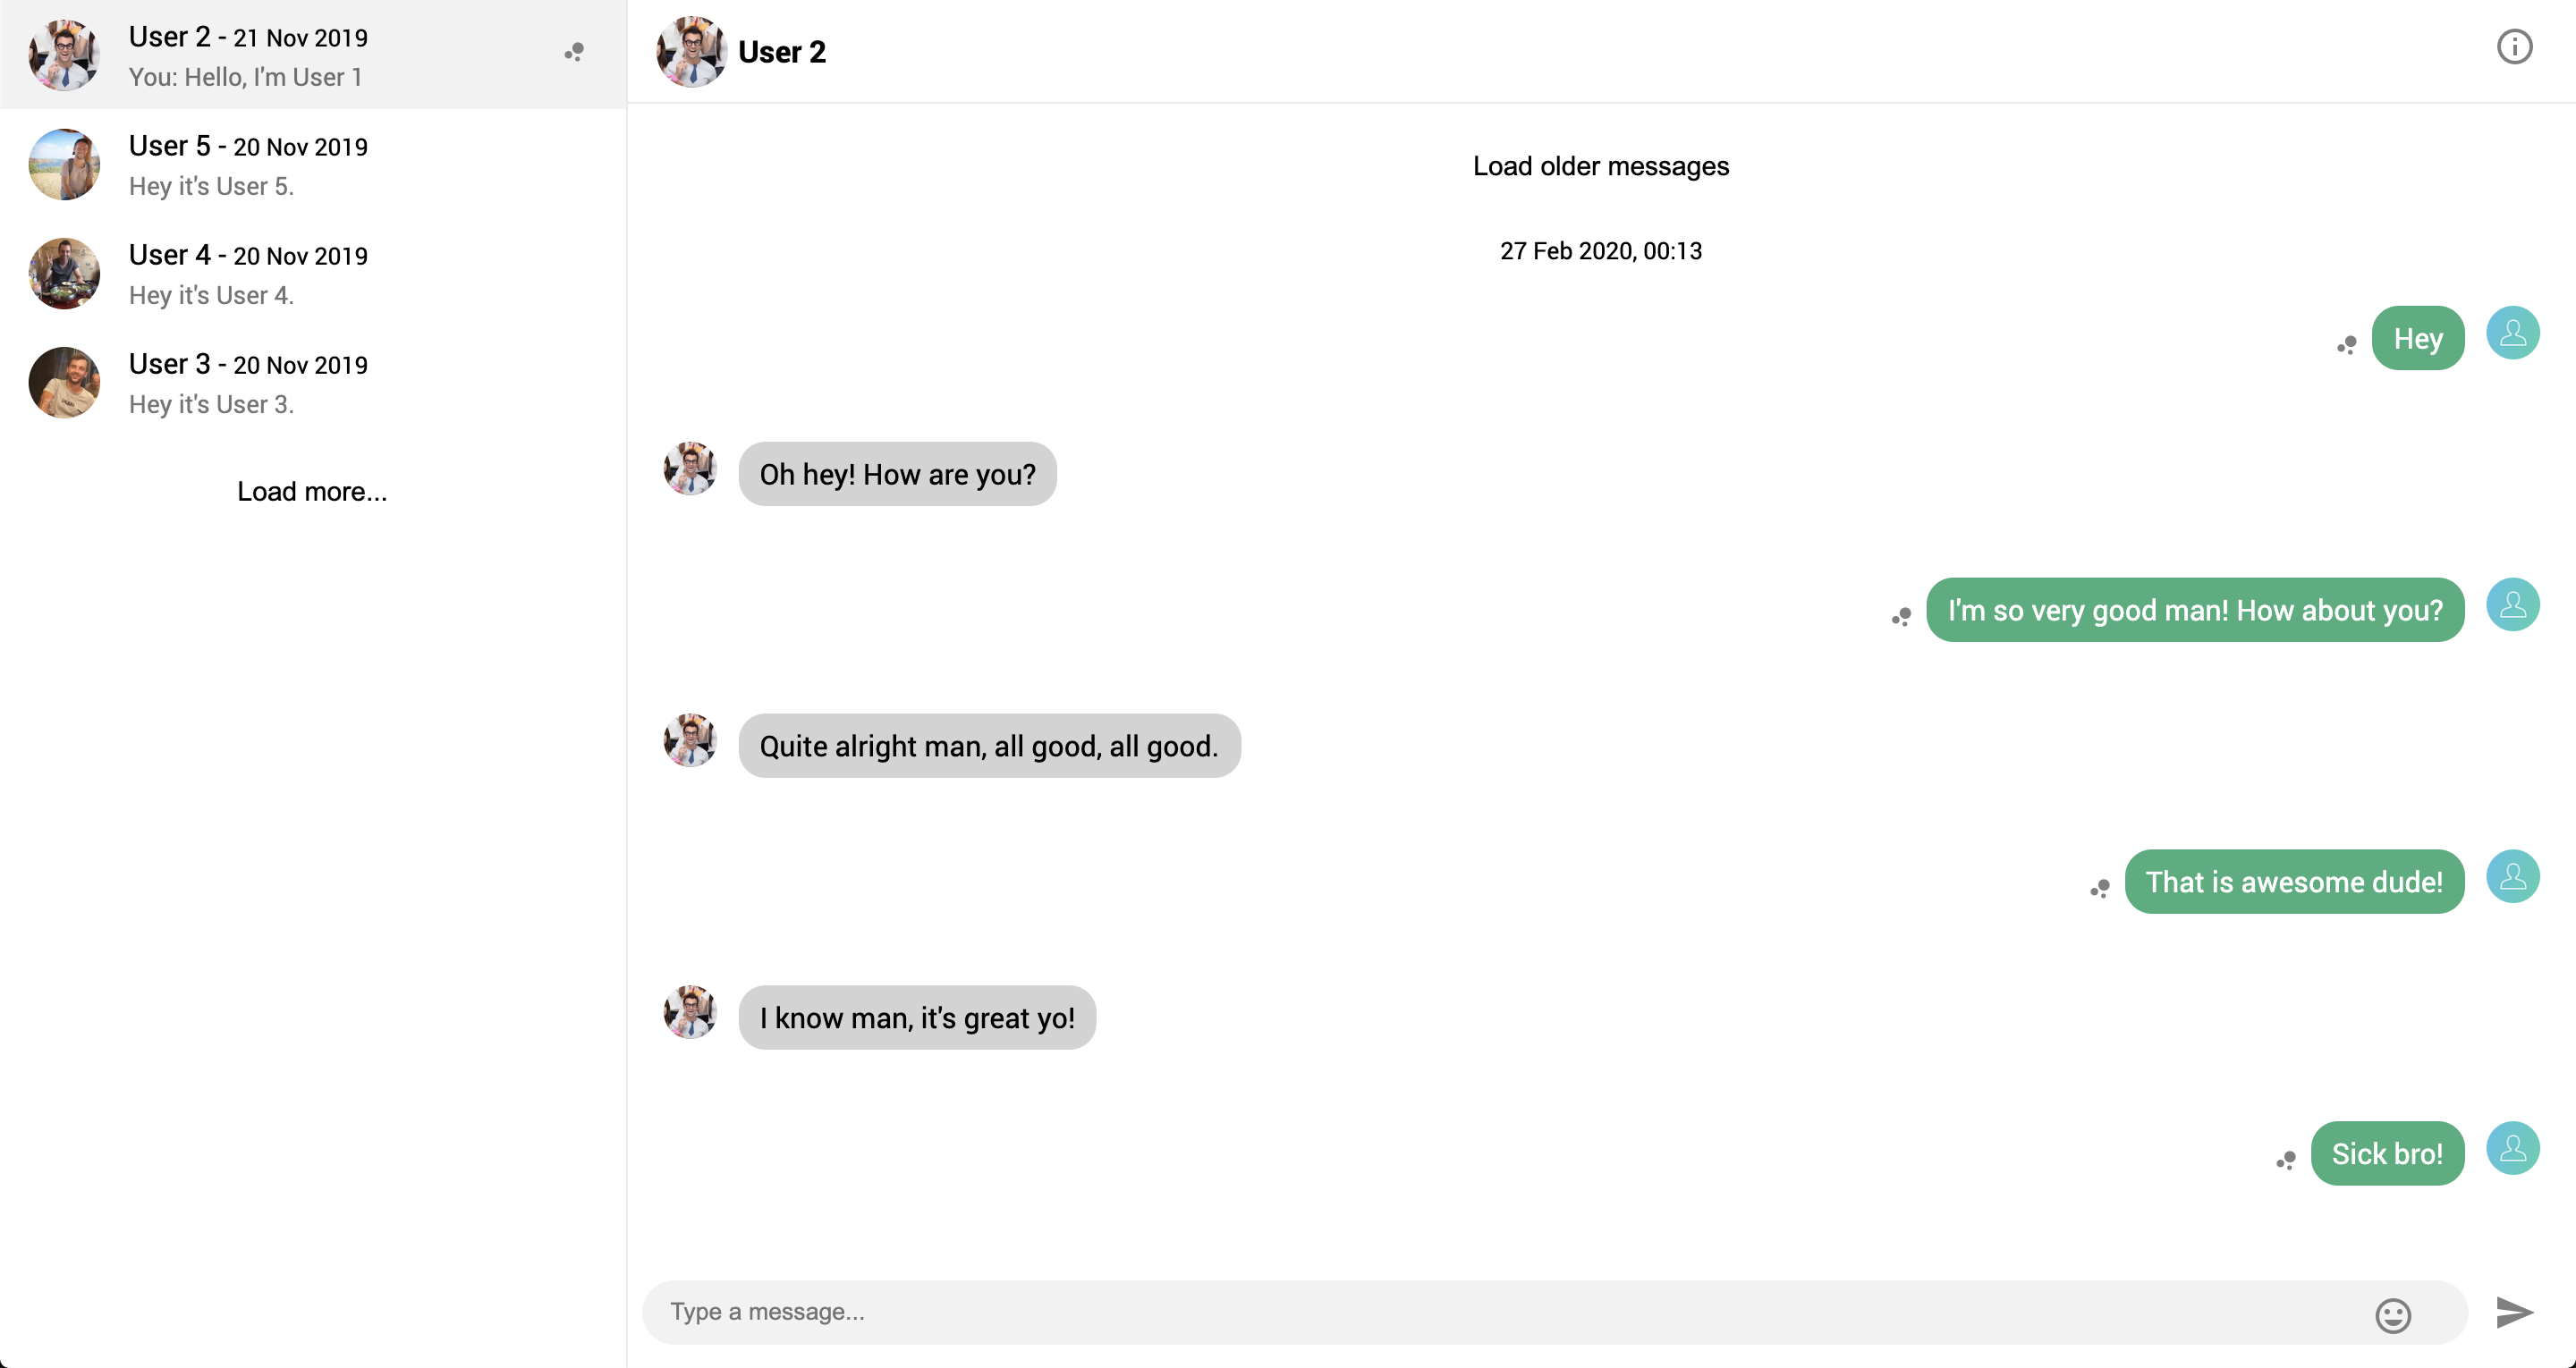 User 2 - 21 Nov 2019
You: Hello, I'm User 1
User 5 - 20 Nov 2019
Hey it's User 5.
User 4 - 20 Nov 2019
Hey it's User 4.
User 3 - 20 Nov 2019
Hey it's User 3.
Load more...
User 2
Load older messages
27 Feb 2020, 00:13
Hey
Oh hey! How are you?
I'm so very good man! How about you?
Quite alright man, all good, all good.
That is awesome dude!
I know man, it's great yo!
Sick bro!
Type a message...